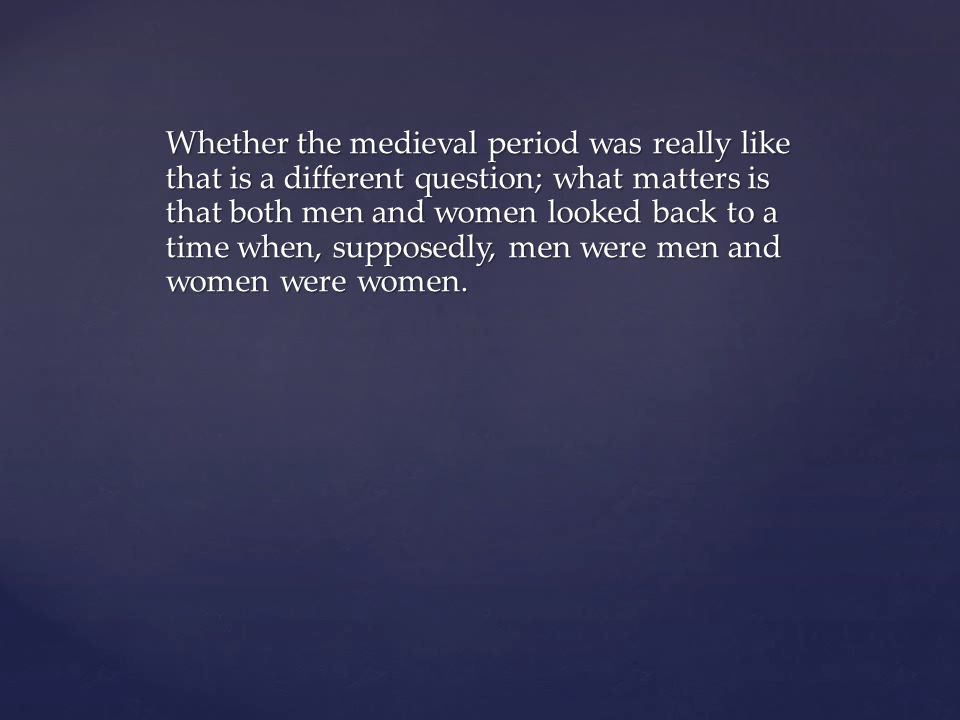 Whether the medieval period was really like
that is a different question; what matters is
that both men and women looked back to a
time when, supposedly, men were men and
women were women.